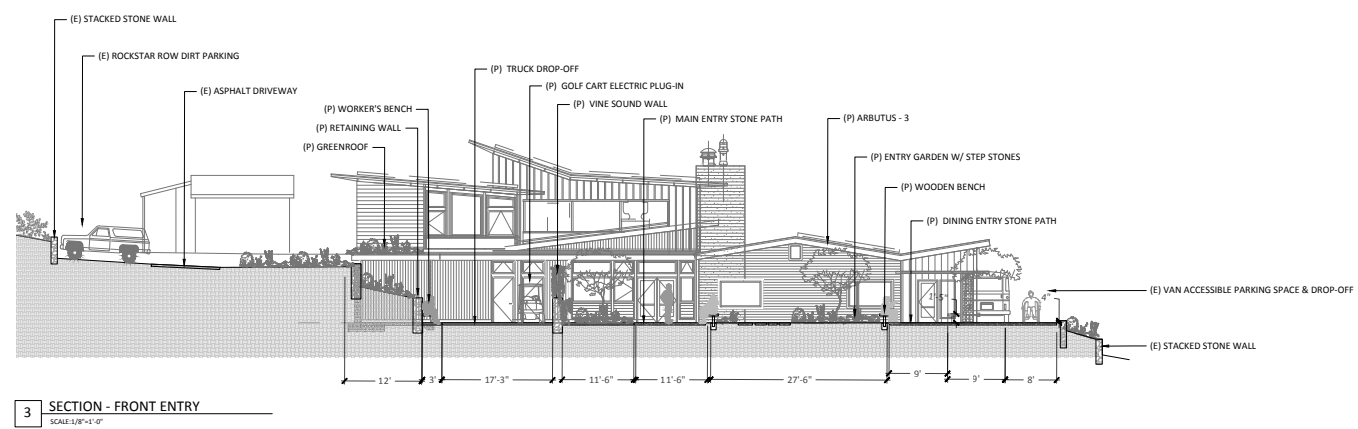 (E) STACKED STONE WALL
(E) ROCKSTAR ROW DIRT PARKING
(P) TRUCK DROP-OFF
(P) GOLF CART ELECTRIC PLUG-IN
(E) ASPHALT DRIVEWAY
(P) VINE SOUND WALL
(P) WORKER'S BENCH
(P) MAIN ENTRY STONE PATH
(P) ARBUTUS - 3
(P) RETAINING WALL
(P) GREENROOF
(P) ENTRY GARDEN W/ STEP STONES
(P) WOODEN BENCH
(P) DINING ENTRY STONE PATH
(E) VAN ACCESSIBLE PARKING SPACE & DROP-OFF
1'-5"
4"
(E) STACKED STONE WALL
12'
3'
17'-3"
11'-6"
11'-6"
27'-6"
9'
9'
8'
3
SECTION - FRONT ENTRY
SCALE:1/8"=1'-0"